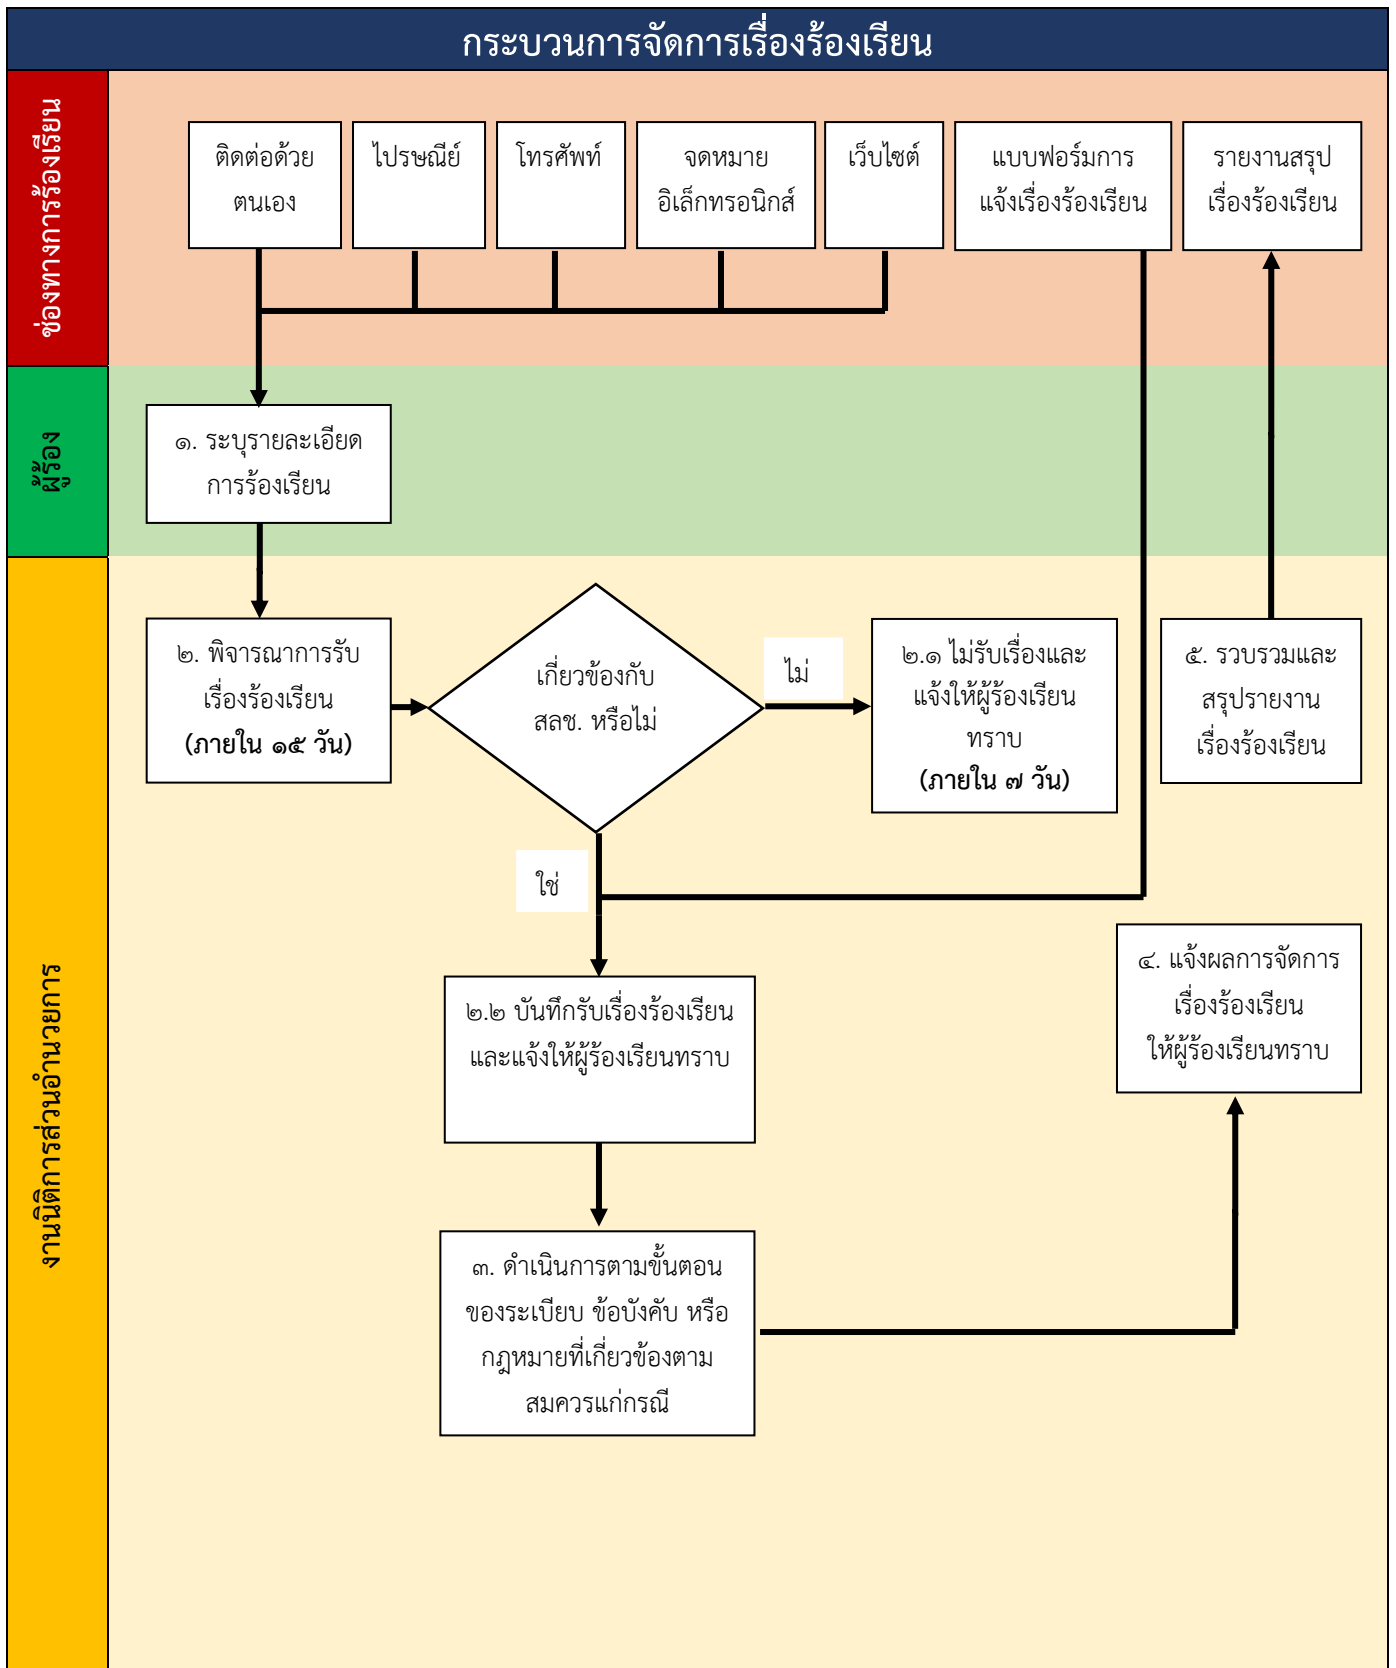 กระบวนการจัดการเรื่องร้องเรียน
ช่องทางการร้องเรียน
ติดต่อด้วย
ตนเอง
ไปรษณีย์
โทรศัพท์
จดหมาย
อิเล็กทรอนิกส์
เว็บไซต์
แบบฟอร์มการ
แจ้งเรื่องร้องเรียน
รายงานสรุป
เรื่องร้องเรียน
ผู้ร้อง
๑. ระบุรายละเอียด
การร้องเรียน
งานนิติการส่วนอำนวยการ
๒. พิจารณาการรับ
เรื่องร้องเรียน
(ภายใน ๑๕ วัน)
เกี่ยวข้องกับ
สลช. หรือไม่
ไม่
๒.๑ ไม่รับเรื่องและ
แจ้งให้ผู้ร้องเรียน
ทราบ
(ภายใน ๗ วัน)
๕. รวบรวมและ
สรุปรายงาน
เรื่องร้องเรียน
ใช่
๒.๒ บันทึกรับเรื่องร้องเรียน
และแจ้งให้ผู้ร้องเรียนทราบ
๔. แจ้งผลการจัดการ
เรื่องร้องเรียน
ให้ผู้ร้องเรียนทราบ
๓. ดำเนินการตามขั้นตอน
ของระเบียบ ข้อบังคับ หรือ
กฎหมายที่เกี่ยวข้องตาม
สมควรแก่กรณี